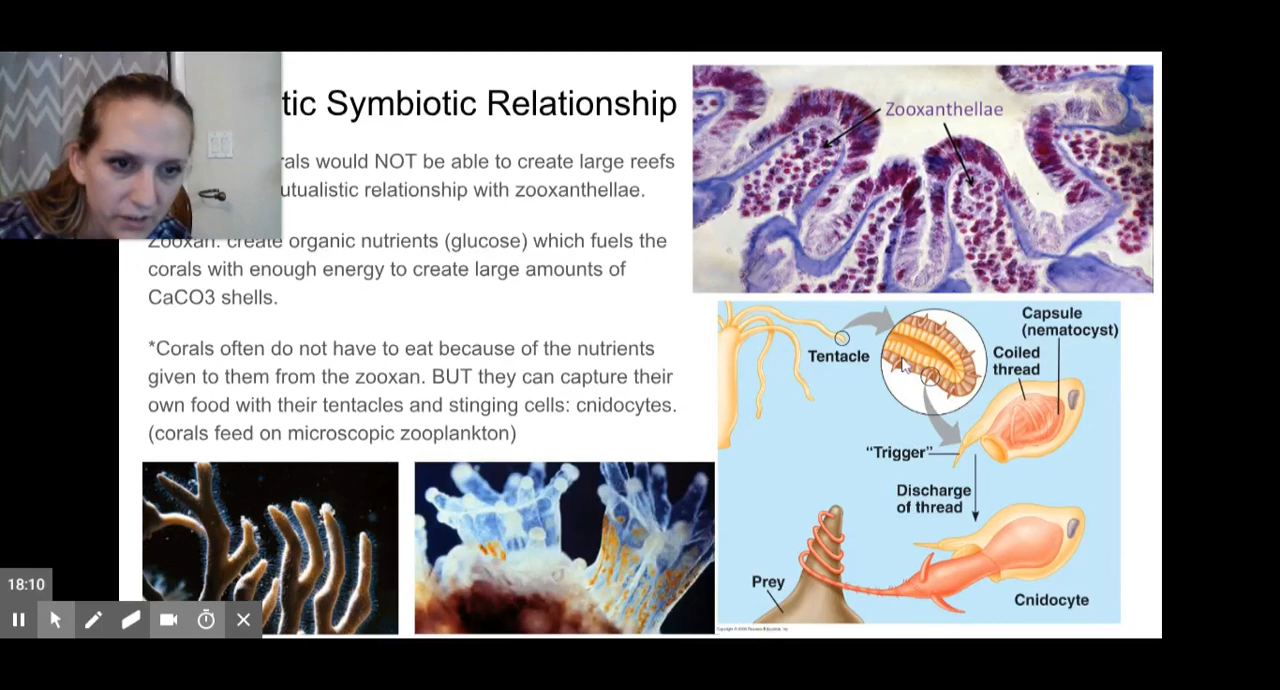 tic Symbiotic Relationship
rals would NOT be able to create large reefs
utualistic relationship with zooxanthellae.
Zooxan: create organic nutrients (glucose) which fuels the
corals with enough energy to create large amounts of
CaCO3 shells.
*Corals often do not have to eat because of the nutrients
given to them from the zooxan. BUT they can capture their
own food with their tentacles and stinging cells: cnidocytes.
(corals feed on microscopic zooplankton)
Zooxanthellae
Tentacle
Capsule
(nematocyst)
Coiled
thread
“Trigger”
Discharge
of thread
Prey
Cnidocyte
18:10